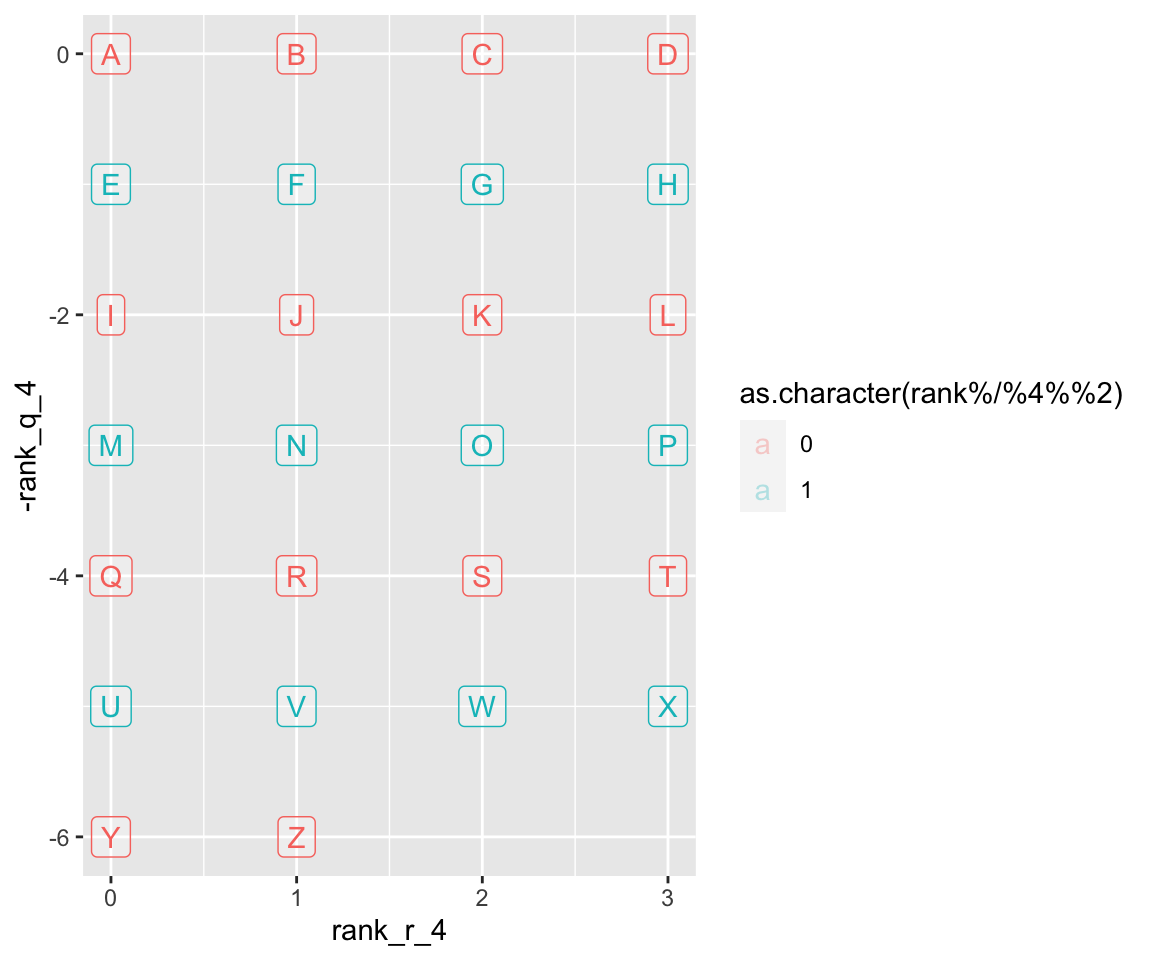 0 A B C D
E F G H
-2 I J K L
M N O P
-4 Q R S T
U V W X
-6 Y Z
0 1 2 3
rank_r_4
-rank_q_4
as.character(rank%/%4%%2)
a 0
a 1